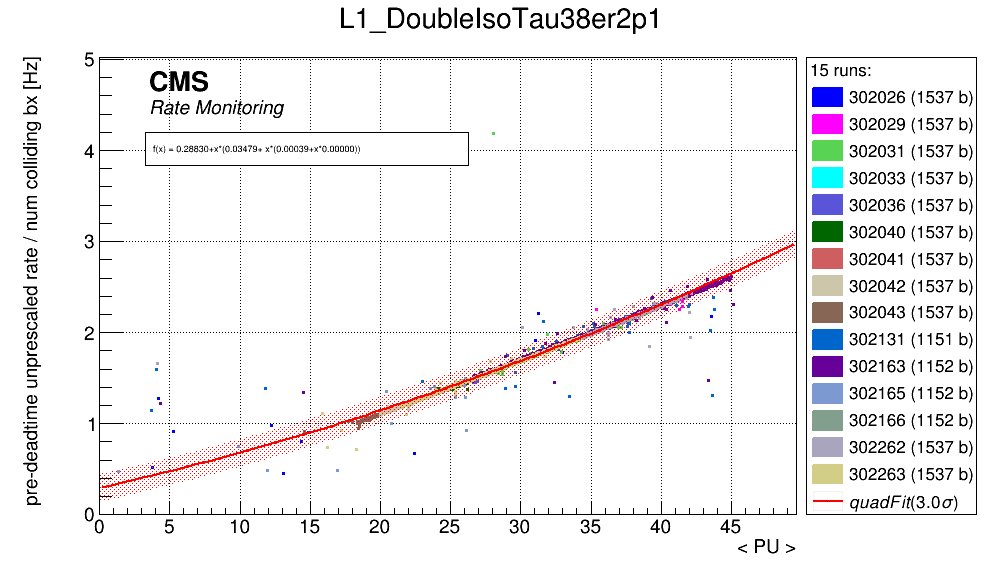 L1_DoubleIsoTau38er2p1
pre-deadtime unprescaled rate / num colliding bx [Hz]
CMS
Rate Monitoring
f(x) = 0.28830+x*(0.03479+ x*(0.00039+x*0.00000))
5
4
3
2
1
0
0 5 10 15 20 25 30 35 40 45
< PU >
15 runs:
302026 (1537 b)
302029 (1537 b)
302031 (1537 b)
302033 (1537 b)
302036 (1537 b)
302040 (1537 b)
302041 (1537 b)
302042 (1537 b)
302043 (1537 b)
302131 (1151 b)
302163 (1152 b)
302165 (1152 b)
302166 (1152 b)
302262 (1537 b)
302263 (1537 b)
quadFit(3.0σ)